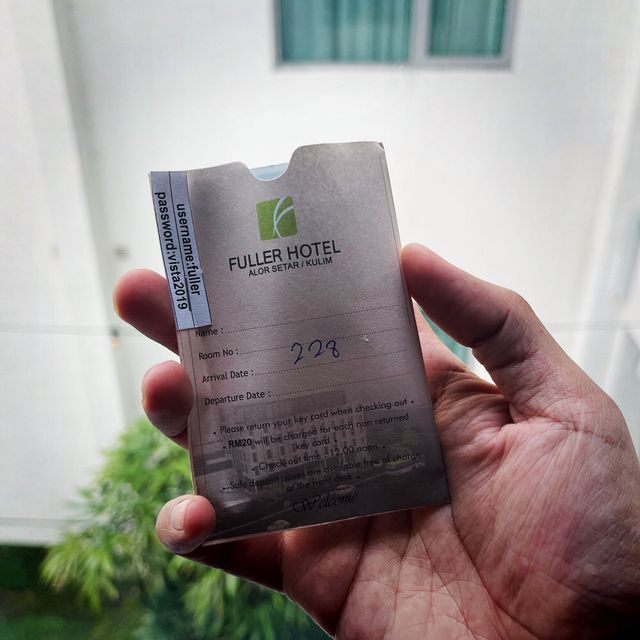 username:fuller
password:vista2019
FULLER HOTEL
ALOR SETAR / KULIM
Name :
Room No : 228
Arrival Date :
Departure Date :
• Please return your key card when checking out •
• RM20 will be charged for each non returned
key card •
• Check out time - 12.00 noon •
• Safe deposit boxes are available free of charge
at the front desk •
Welcome